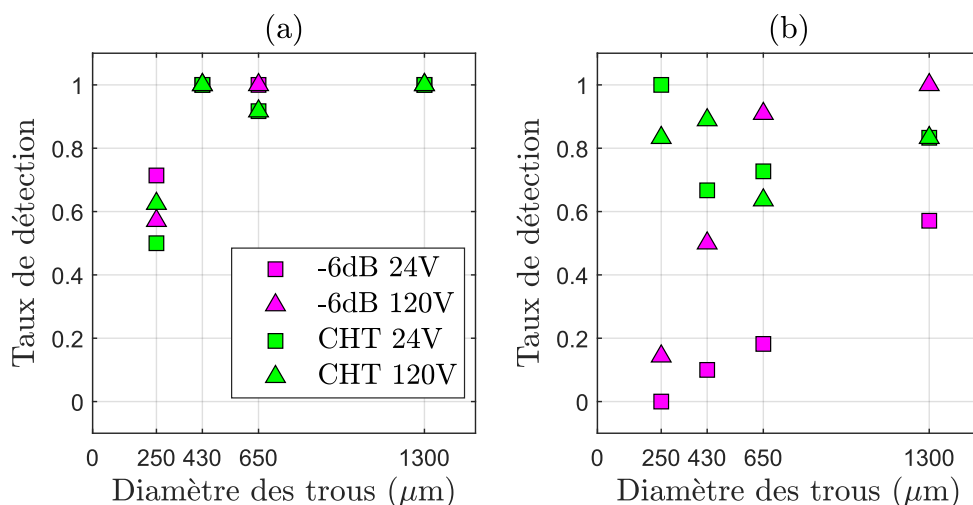 (a)
Taux de détection
1
0.8
0.6
0.4
0.2
0
-6dB 24V
-6dB 120V
CHT 24V
CHT 120V
0 250 430 650 1300
Diamètre des trous (μm)
(b)
Taux de détection
1
0.8
0.6
0.4
0.2
0
0 250 430 650 1300
Diamètre des trous (μm)